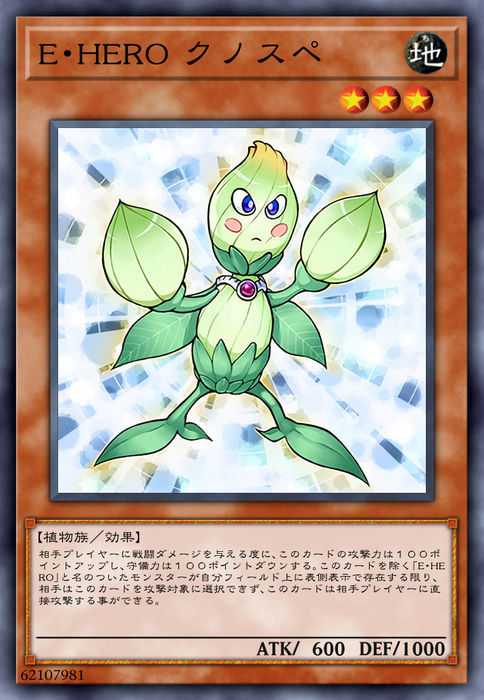 E・HERO クノスペ
ち
地
【植物族／効果】
相手プレイヤーに戦闘ダメージを与える度に、このカードの攻撃力は１００ポ
イントアップし、守備力は１００ポイントダウンする。このカードを除く「E・HE
RO」と名のついたモンスターが自分フィールド上に表側表示で存在する限り、
相手はこのカードを攻撃対象に選択できず、このカードは相手プレイヤーに直
接攻撃する事ができる。
ATK/ 600 DEF/1000
62107981